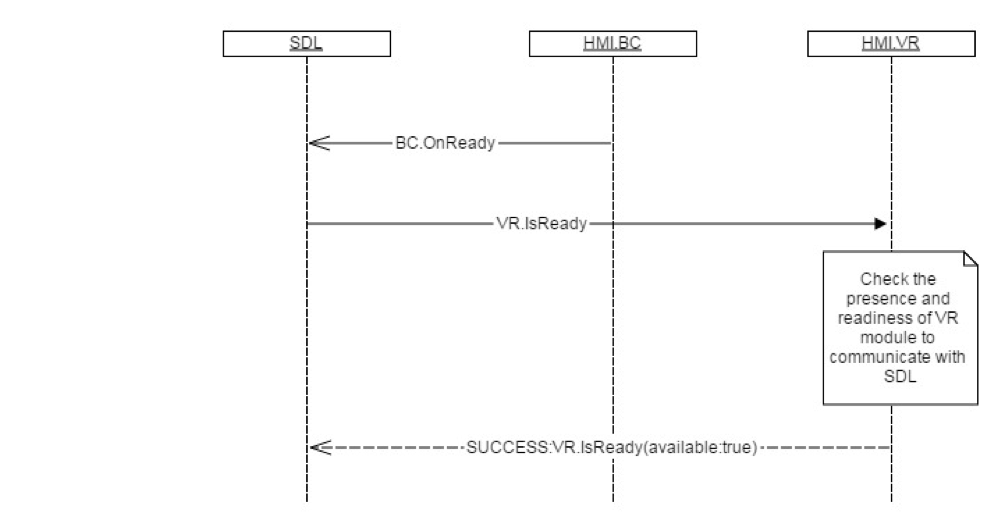 SDL
HMI.BC
HMI.VR
BC.OnReady
VR.IsReady
Check the
presence and
readiness of VR
module to
communicate with
SDL
SUCCESS:VR.IsReady(available:true)